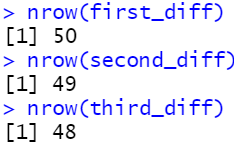 > nrow(first_diff)
[1] 50
> nrow(second_diff)
[1] 49
> nrow(third_diff)
[1] 48